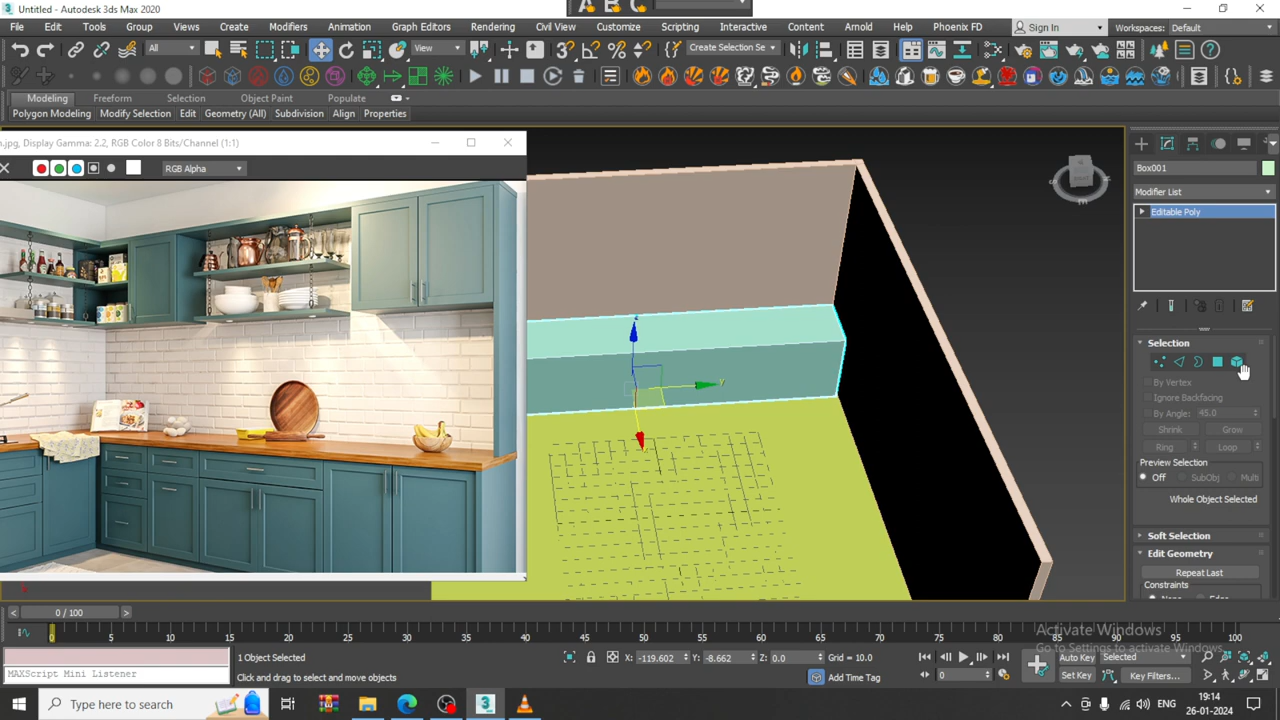 Untitled - Autodesk 3ds Max 2020
File Edit Tools Group Views Create Modifiers Animation Graph Editors Rendering Civil View Customize Scripting Interactive Content Arnold Help Phoenix FD Sign In Workspaces: Default
All View Create Selection Se
Modeling Freeform Selection Object Paint Populate
Polygon Modeling Modify Selection Edit Geometry (All) Subdivision Align Properties
.jpg, Display Gamma: 2.2, RGB Color 8 Bits/Channel (1:1)
RGB Alpha
Box001
Modifier List
Editable Poly
Selection
By Vertex
Ignore Backfacing
By Angle: 45.0
Shrink Grow
Ring Loop
Preview Selection
Off SubObj Multi
Whole Object Selected
Soft Selection
Edit Geometry
Repeat Last
Constraints
None Edge
0 / 100
0 5 10 15 20 25 30 35 40 45 50 55 60 65 70 75 80 85 90 95 100
Activate Windows
Go to Settings to activate Windows.
1 Object Selected
X: -119.602 Y: -8.662 Z: 0.0 Grid = 10.0
Auto Key Selected
MAXScript Mini Listener
Click and drag to select and move objects
Add Time Tag
0
Set Key Key Filters...
Type here to search
ENG
19:14
26-01-2024